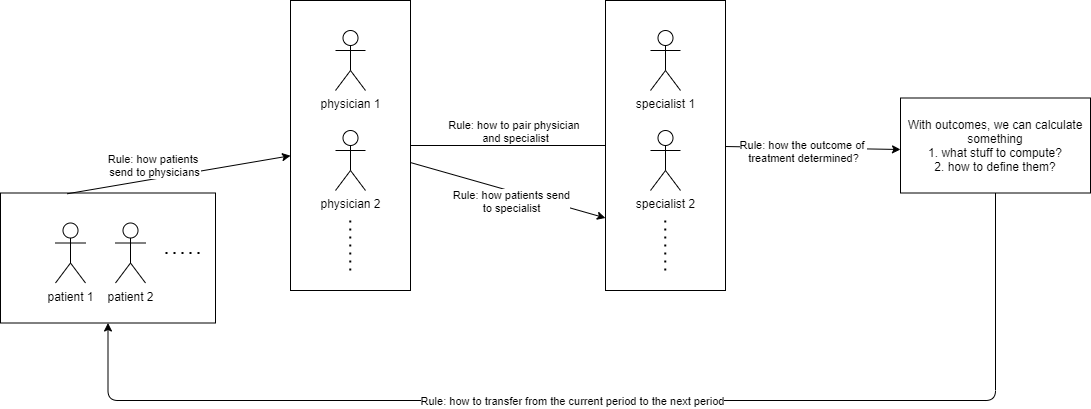 physician 1
physician 2
specialist 1
specialist 2
Rule: how patients
send to physicians
patient 1
patient 2
Rule: how to pair physician
and specialist
Rule: how patients send
to specialist
Rule: how the outcome of
treatment determined?
With outcomes, we can calculate
something
1. what stuff to compute?
2. how to define them?
Rule: how to transfer from the current period to the next period